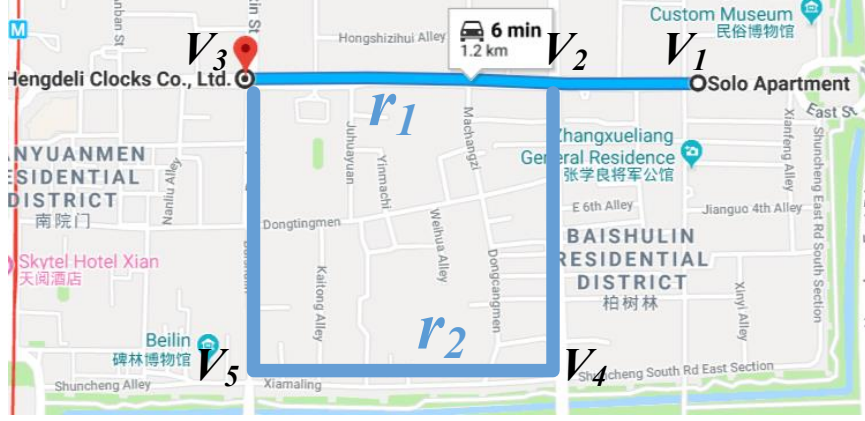 Custom Museum
民俗博物馆
M
6 min
1.2 km
Hongshizihui Alley
V3
V2
V1
Hengdeli Clocks Co., Ltd.
Solo Apartment
r1
East St
Juhuayuan
Yinmachi
Machangzi
Zhangxueliang
General Residence
张学良将军公馆
Xianfeng Alley
Shuncheng East Rd South Section
NYUANMEN
ESIDENTIAL
DISTRICT
南院门
Nanliu Alley
E 6th Alley
Jianguo 4th Alley
Dongtingmen
Weihua Alley
BAISHULIN
RESIDENTIAL
DISTRICT
柏树林
Skytel Hotel Xian
天阅酒店
Kaitong Alley
Dongcangmen
Xinyi Alley
r2
Beilin
碑林博物馆
V5
V4
Shuncheng Alley
Xiamaling
Shuncheng South Rd East Section